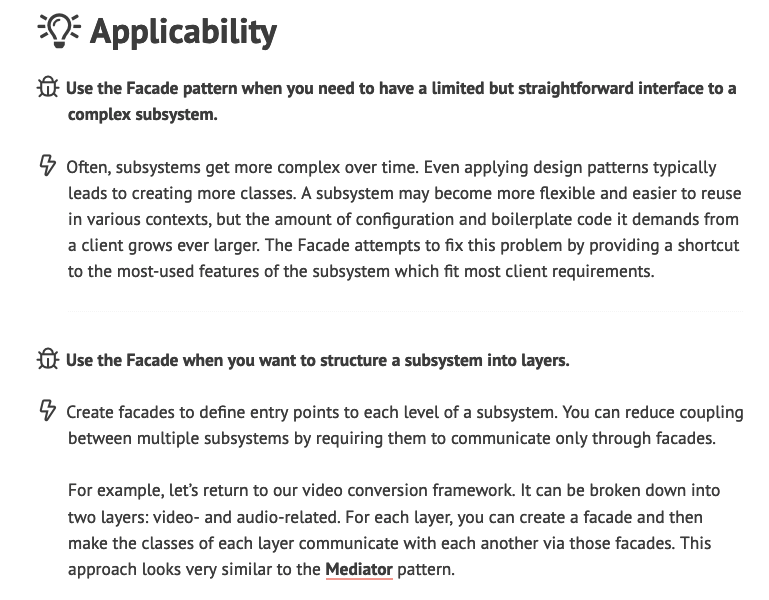 Applicability
Use the Facade pattern when you need to have a limited but straightforward interface to a
complex subsystem.
Often, subsystems get more complex over time. Even applying design patterns typically
leads to creating more classes. A subsystem may become more flexible and easier to reuse
in various contexts, but the amount of configuration and boilerplate code it demands from
a client grows ever larger. The Facade attempts to fix this problem by providing a shortcut
to the most-used features of the subsystem which fit most client requirements.
Use the Facade when you want to structure a subsystem into layers.
Create facades to define entry points to each level of a subsystem. You can reduce coupling
between multiple subsystems by requiring them to communicate only through facades.
For example, let’s return to our video conversion framework. It can be broken down into
two layers: video- and audio-related. For each layer, you can create a facade and then
make the classes of each layer communicate with each another via those facades. This
approach looks very similar to the Mediator pattern.